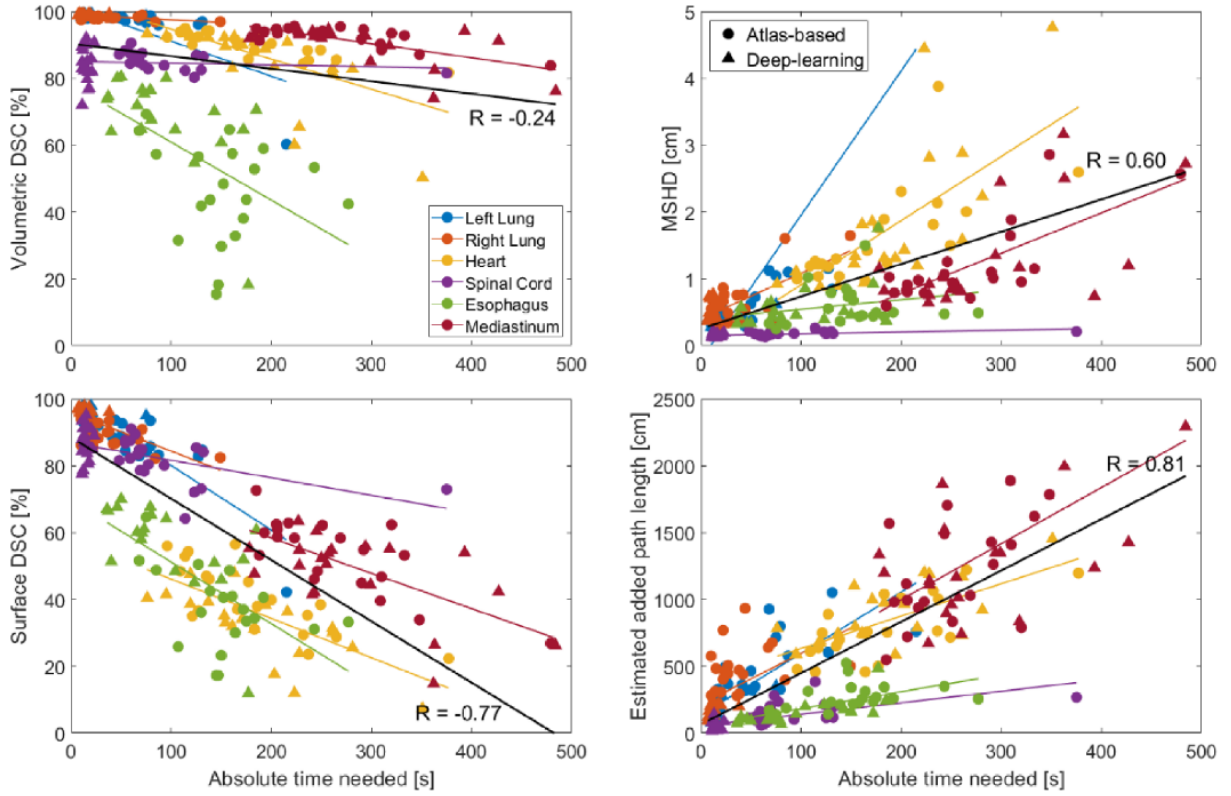 100
80
60
40
20
0
Volumetric DSC [%]
R = -0.24
Left Lung
Right Lung
Heart
Spinal Cord
Esophagus
Mediastinum
0 100 200 300 400 500
5
4
3
2
1
0
MSHD [cm]
Atlas-based
Deep-learning
R = 0.60
0 100 200 300 400 500
100
80
60
40
20
0
Surface DSC [%]
R = -0.77
0 100 200 300 400 500
Absolute time needed [s]
2500
2000
1500
1000
500
0
Estimated added path length [cm]
R = 0.81
0 100 200 300 400 500
Absolute time needed [s]